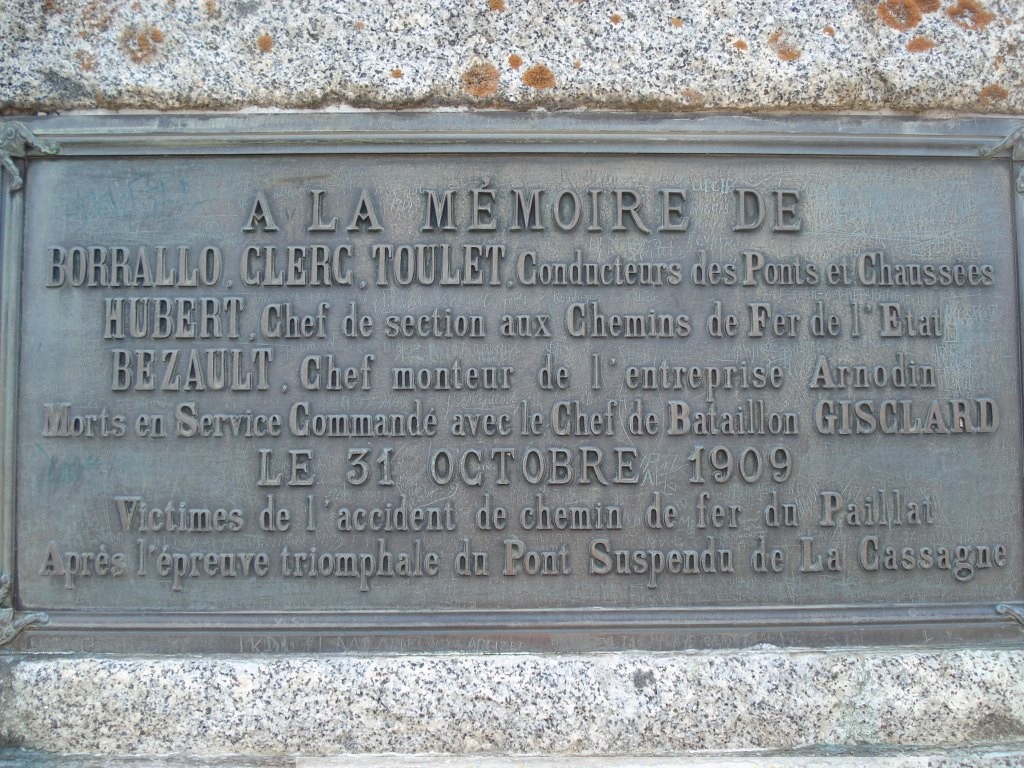 A LA MÉMOIRE DE
BORRALLO, CLERC, TOULET, Conducteurs des Ponts et Chaussées
HUBERT, Chef de section aux Chemins de Fer de l'Etat,
BEZAULT, Chef monteur de l'entreprise Arnodin
Morts en Service Commandé avec le Chef de Bataillon GISCLARD
LE 31 OCTOBRE 1909
Victimes de l'accident de chemin de fer du Paillat
Après l'épreuve triomphale du Pont Suspendu de La Cassagne